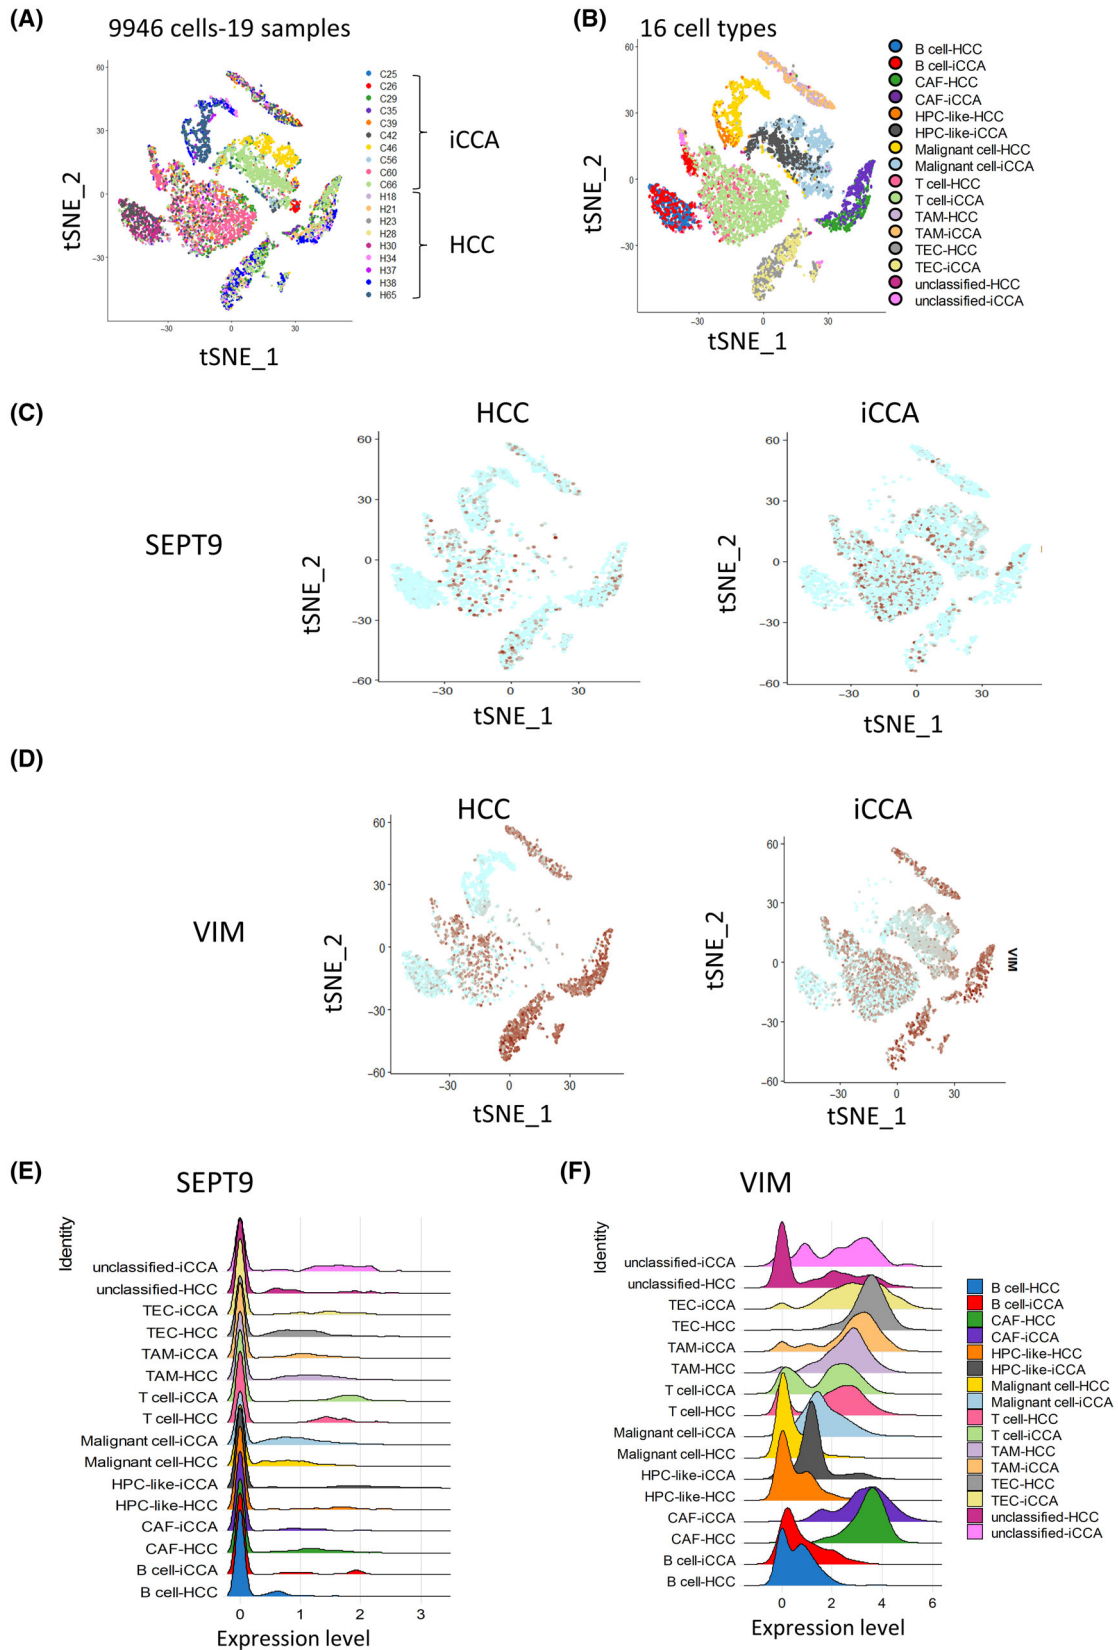 (A)
9946 cells-19 samples
60
30
0
−30
−30
0
30
tSNE_2
tSNE_1
C25
C26
C29
C35
C39
C42
C46
C56
C60
C66
H18
H21
H23
H28
H30
H34
H37
H38
H65
iCCA
HCC
(B)
16 cell types
60
30
0
−30
−30
0
30
tSNE_2
tSNE_1
B cell-HCC
B cell-iCCA
CAF-HCC
CAF-iCCA
HPC-like-HCC
HPC-like-iCCA
Malignant cell-HCC
Malignant cell-iCCA
T cell-HCC
T cell-iCCA
TAM-HCC
TAM-iCCA
TEC-HCC
TEC-iCCA
unclassified-HCC
unclassified-iCCA
(C)
SEPT9
HCC
60
30
0
−30
−60
−30
0
30
tSNE_2
tSNE_1
iCCA
60
30
0
−30
−60
−30
0
30
tSNE_2
tSNE_1
(D)
VIM
HCC
60
30
0
−30
−60
−30
0
30
tSNE_2
tSNE_1
iCCA
60
30
0
−30
−60
−30
0
30
tSNE_2
tSNE_1
VIM
(E)
SEPT9
Identity
unclassified-iCCA
unclassified-HCC
TEC-iCCA
TEC-HCC
TAM-iCCA
TAM-HCC
T cell-iCCA
T cell-HCC
Malignant cell-iCCA
Malignant cell-HCC
HPC-like-iCCA
HPC-like-HCC
CAF-iCCA
CAF-HCC
B cell-iCCA
B cell-HCC
0
1
2
3
Expression level
(F)
VIM
Identity
unclassified-iCCA
unclassified-HCC
TEC-iCCA
TEC-HCC
TAM-iCCA
TAM-HCC
T cell-iCCA
T cell-HCC
Malignant cell-iCCA
Malignant cell-HCC
HPC-like-iCCA
HPC-like-HCC
CAF-iCCA
CAF-HCC
B cell-iCCA
B cell-HCC
0
2
4
6
Expression level
B cell-HCC
B cell-iCCA
CAF-HCC
CAF-iCCA
HPC-like-HCC
HPC-like-iCCA
Malignant cell-HCC
Malignant cell-iCCA
T cell-HCC
T cell-iCCA
TAM-HCC
TAM-iCCA
TEC-HCC
TEC-iCCA
unclassified-HCC
unclassified-iCCA